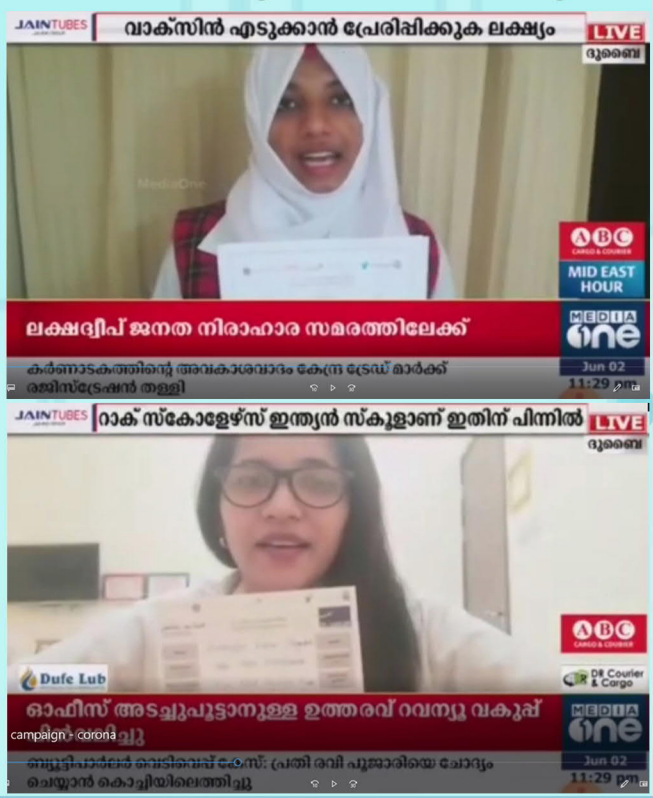 JAINTUBES
വാക്സിൻ എടുക്കാൻ പ്രേരിപ്പിക്കുക ലക്ഷ്യം
LIVE
ദുബൈ
MediaOne
ABC
CARGO & COURIER
MID EAST
HOUR
ലക്ഷദ്വീപ് ജനത നിരാഹാര സമരത്തിലേക്ക്
MEDIA
one
കർണാടകത്തിന്റെ അവകാശവാദം കേന്ദ്ര ട്രേഡ് മാർക്ക്
രജിസ്ട്രേഷൻ തള്ളി
Jun 02
11:29 pm
JAINTUBES
റാക് സ്കോളേഴ്സ് ഇന്ത്യൻ സ്കൂളാണ് ഇതിന് പിന്നിൽ
LIVE
ദുബൈ
ABC
CARGO & COURIER
Dufe Lub
DR Courier
& Cargo
ഓഫീസ് അടച്ചുപൂട്ടാനുള്ള ഉത്തരവ് റവന്യൂ വകുപ്പ്
പിൻവലിച്ചു
campaign - corona
MEDIA
one
ബ്യൂട്ടിപാർലർ വെടിവെപ്പ് കേസ്: പ്രതി രവി പൂജാരിയെ ചോദ്യം
ചെയ്യാൻ കൊച്ചിയിലെത്തിച്ചു
Jun 02
11:29 pm